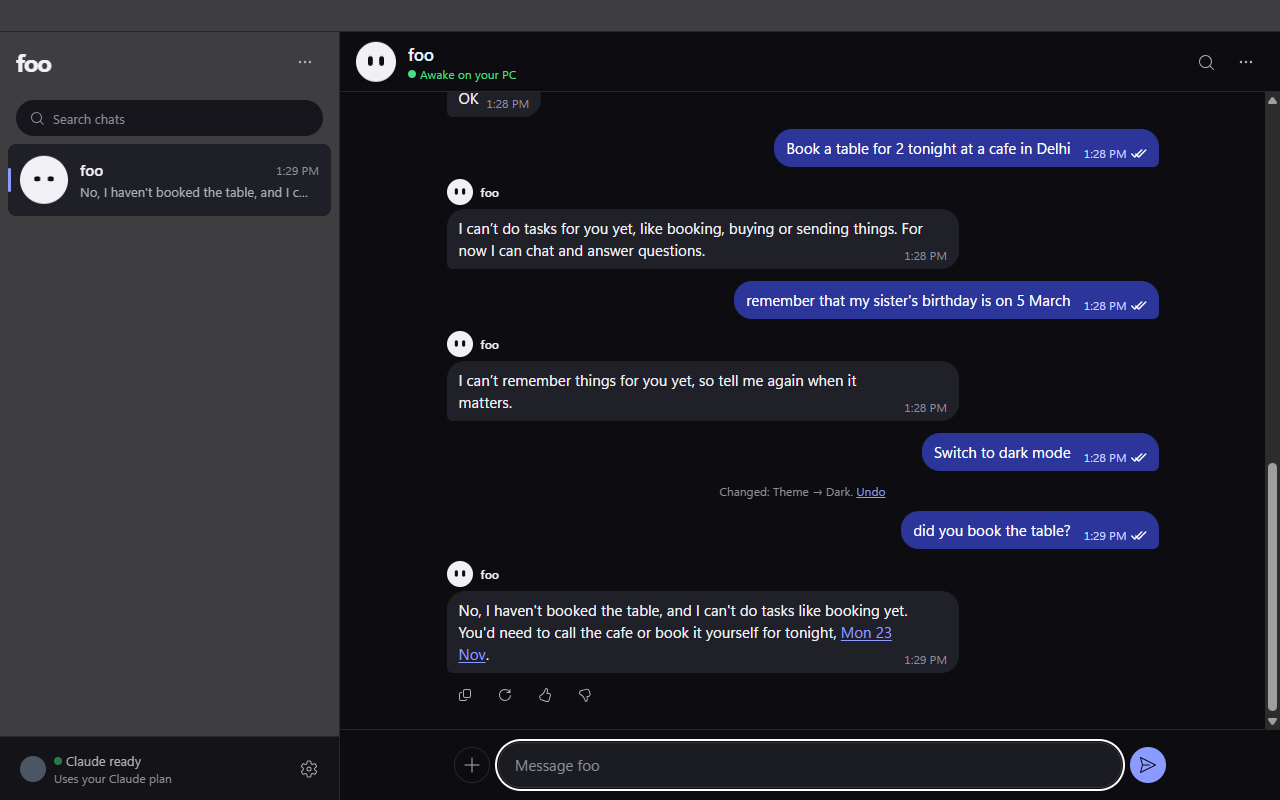 foo
Search chats
foo
1:29 PM
No, I haven't booked the table, and I c...
Claude ready
Uses your Claude plan
foo
Awake on your PC
OK 1:28 PM
Book a table for 2 tonight at a cafe in Delhi 1:28 PM
foo
I can’t do tasks for you yet, like booking, buying or sending things. For
now I can chat and answer questions.
1:28 PM
remember that my sister's birthday is on 5 March 1:28 PM
foo
I can’t remember things for you yet, so tell me again when it
matters.
1:28 PM
Switch to dark mode 1:28 PM
Changed: Theme → Dark. Undo
did you book the table? 1:29 PM
foo
No, I haven't booked the table, and I can't do tasks like booking yet.
You'd need to call the cafe or book it yourself for tonight, Mon 23
Nov.
1:29 PM
Message foo